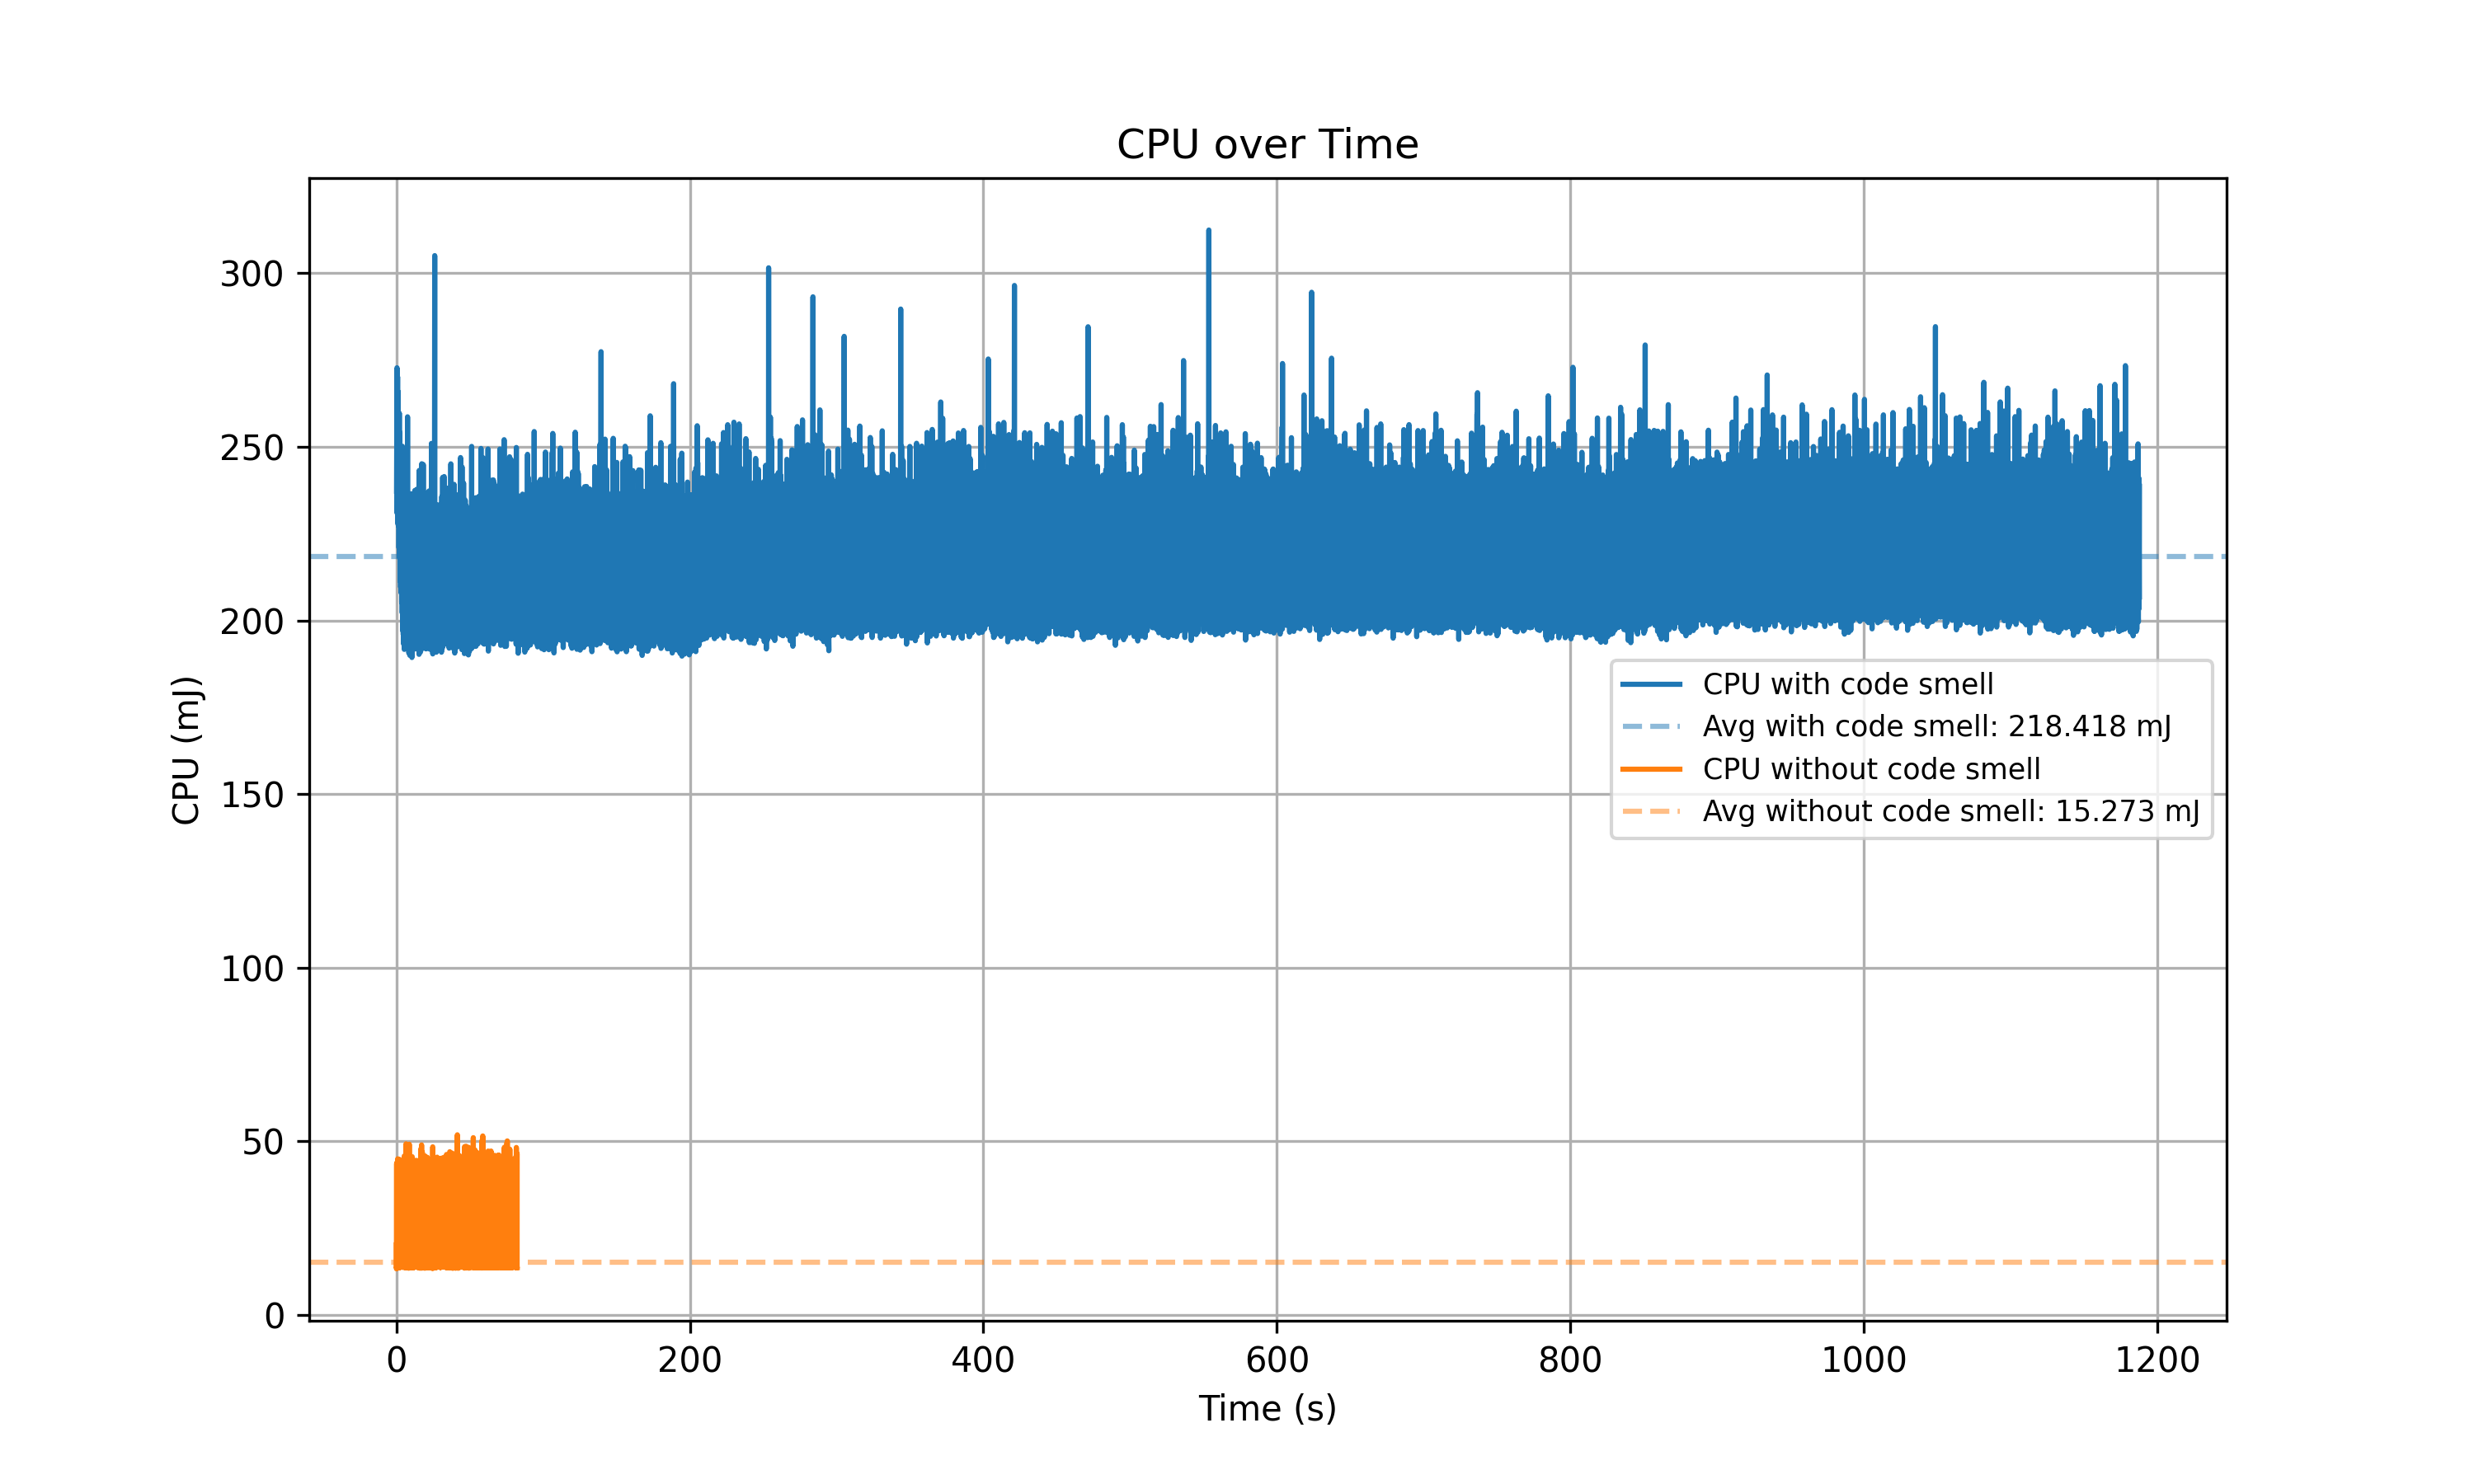 CPU over Time
300
250
200
150
100
50
0
CPU (mJ)
CPU with code smell
Avg with code smell: 218.418 mJ
CPU without code smell
Avg without code smell: 15.273 mJ
0 200 400 600 800 1000 1200
Time (s)